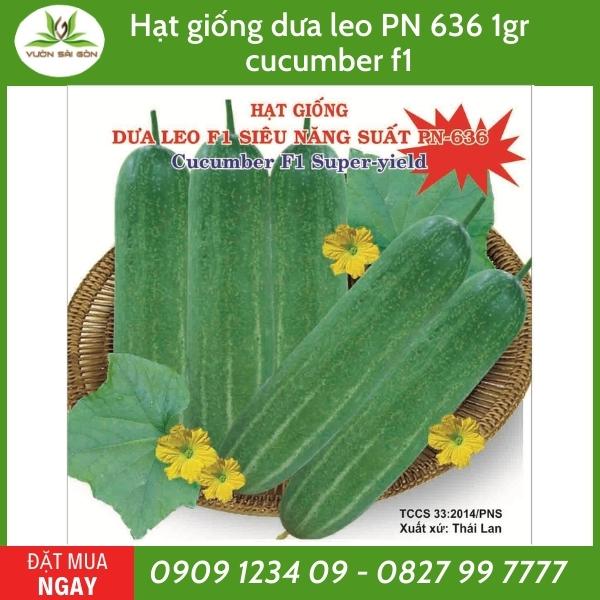 VƯỜN SÀI GÒN
Hạt giống dưa leo PN 636 1gr
cucumber f1
HẠT GIỐNG
DƯA LEO F1 SIÊU NĂNG SUẤT PN-636
Cucumber F1 Super-yield
TCCS 33:2014/PNS
Xuất xứ: Thái Lan
ĐẶT MUA
NGAY
0909 1234 09 - 0827 99 7777